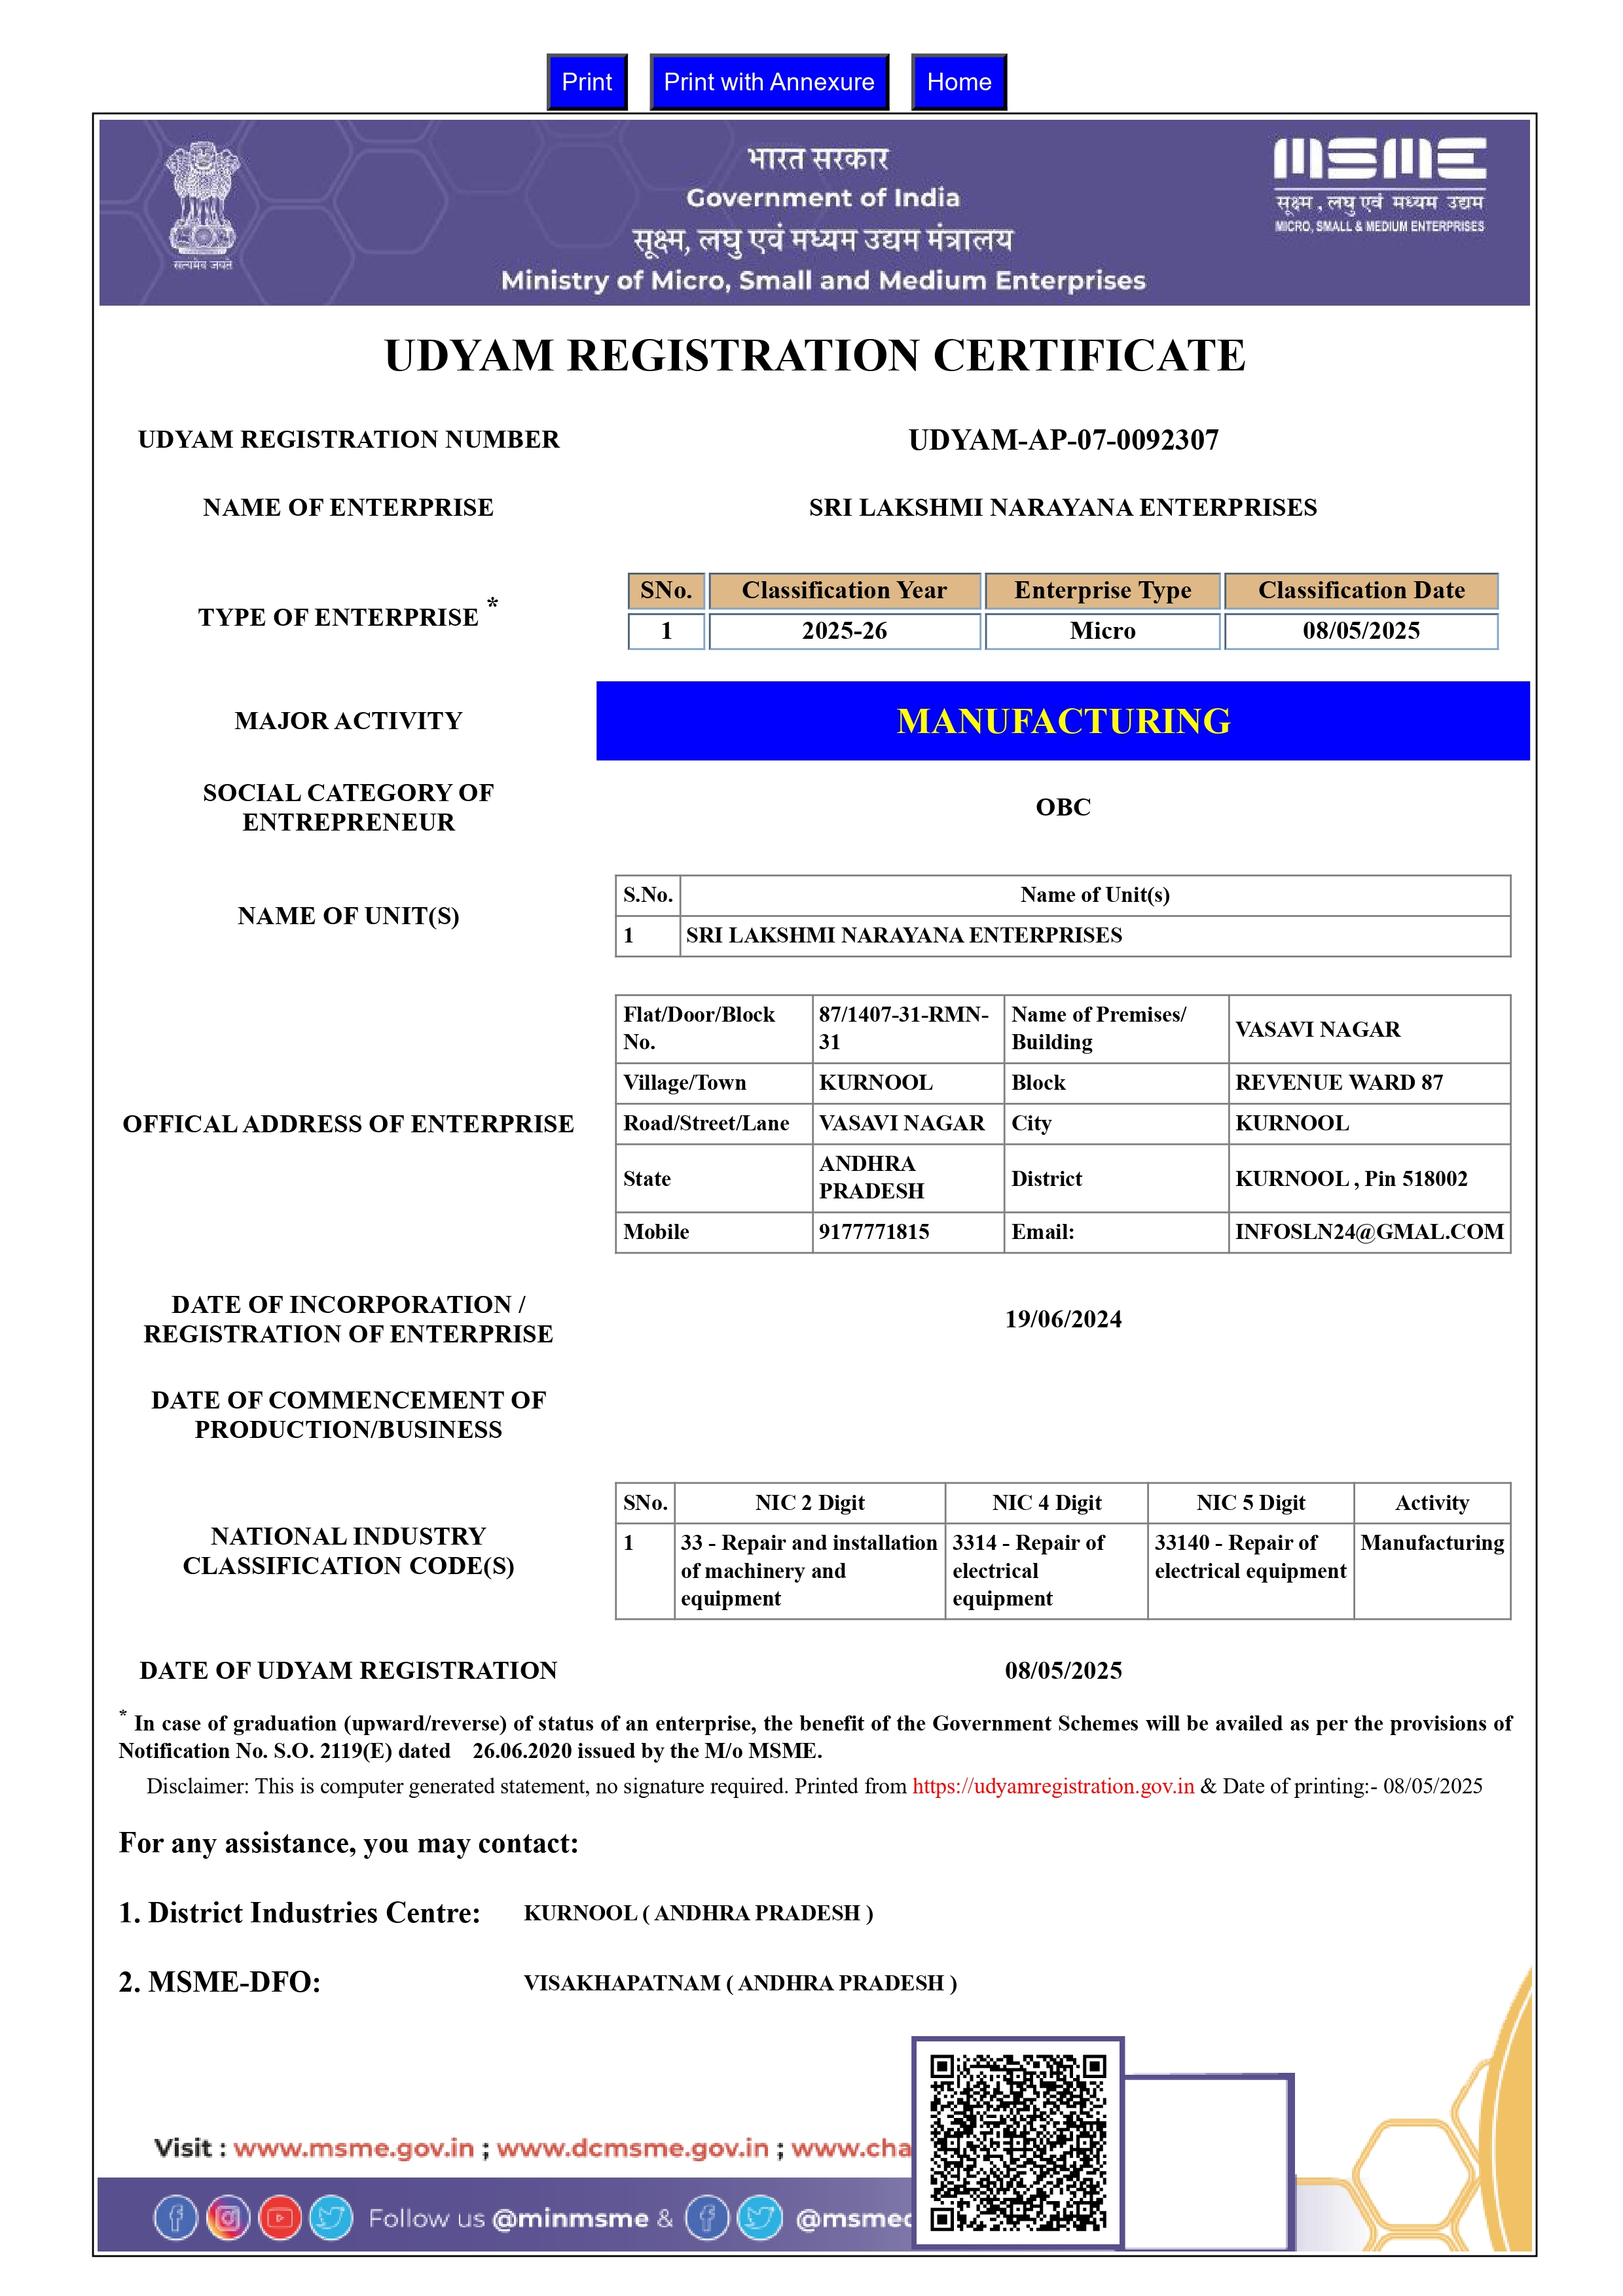 Print
Print with Annexure
Home
भारत सरकार
Government of India
सूक्ष्म, लघु एवं मध्यम उद्यम मंत्रालय
Ministry of Micro, Small and Medium Enterprises
सत्यमेव जयते
MSME
सूक्ष्म , लघु एवं मध्यम उद्यम
MICRO, SMALL & MEDIUM ENTERPRISES
UDYAM REGISTRATION CERTIFICATE
UDYAM REGISTRATION NUMBER
UDYAM-AP-07-0092307
NAME OF ENTERPRISE
SRI LAKSHMI NARAYANA ENTERPRISES
TYPE OF ENTERPRISE *
SNo. Classification Year Enterprise Type Classification Date
1 2025-26 Micro 08/05/2025
MAJOR ACTIVITY
MANUFACTURING
SOCIAL CATEGORY OF
ENTREPRENEUR
OBC
NAME OF UNIT(S)
S.No. Name of Unit(s)
1 SRI LAKSHMI NARAYANA ENTERPRISES
OFFICAL ADDRESS OF ENTERPRISE
Flat/Door/Block
No.
87/1407-31-RMN-
31
Name of Premises/
Building
VASAVI NAGAR
Village/Town KURNOOL Block REVENUE WARD 87
Road/Street/Lane VASAVI NAGAR City KURNOOL
State
ANDHRA
PRADESH
District
KURNOOL , Pin 518002
Mobile 9177771815 Email: INFOSLN24@GMAL.COM
DATE OF INCORPORATION /
REGISTRATION OF ENTERPRISE
19/06/2024
DATE OF COMMENCEMENT OF
PRODUCTION/BUSINESS
NATIONAL INDUSTRY
CLASSIFICATION CODE(S)
SNo. NIC 2 Digit NIC 4 Digit NIC 5 Digit Activity
1
33 - Repair and installation
of machinery and
equipment
3314 - Repair of
electrical
equipment
33140 - Repair of
electrical equipment
Manufacturing
DATE OF UDYAM REGISTRATION
08/05/2025
* In case of graduation (upward/reverse) of status of an enterprise, the benefit of the Government Schemes will be availed as per the provisions of
Notification No. S.O. 2119(E) dated 26.06.2020 issued by the M/o MSME.
Disclaimer: This is computer generated statement, no signature required. Printed from https://udyamregistration.gov.in & Date of printing:- 08/05/2025
For any assistance, you may contact:
1. District Industries Centre: KURNOOL ( ANDHRA PRADESH )
2. MSME-DFO: VISAKHAPATNAM ( ANDHRA PRADESH )
Visit : www.msme.gov.in ; www.dcmsme.gov.in ; www.cha
Follow us @minmsme & @msmec